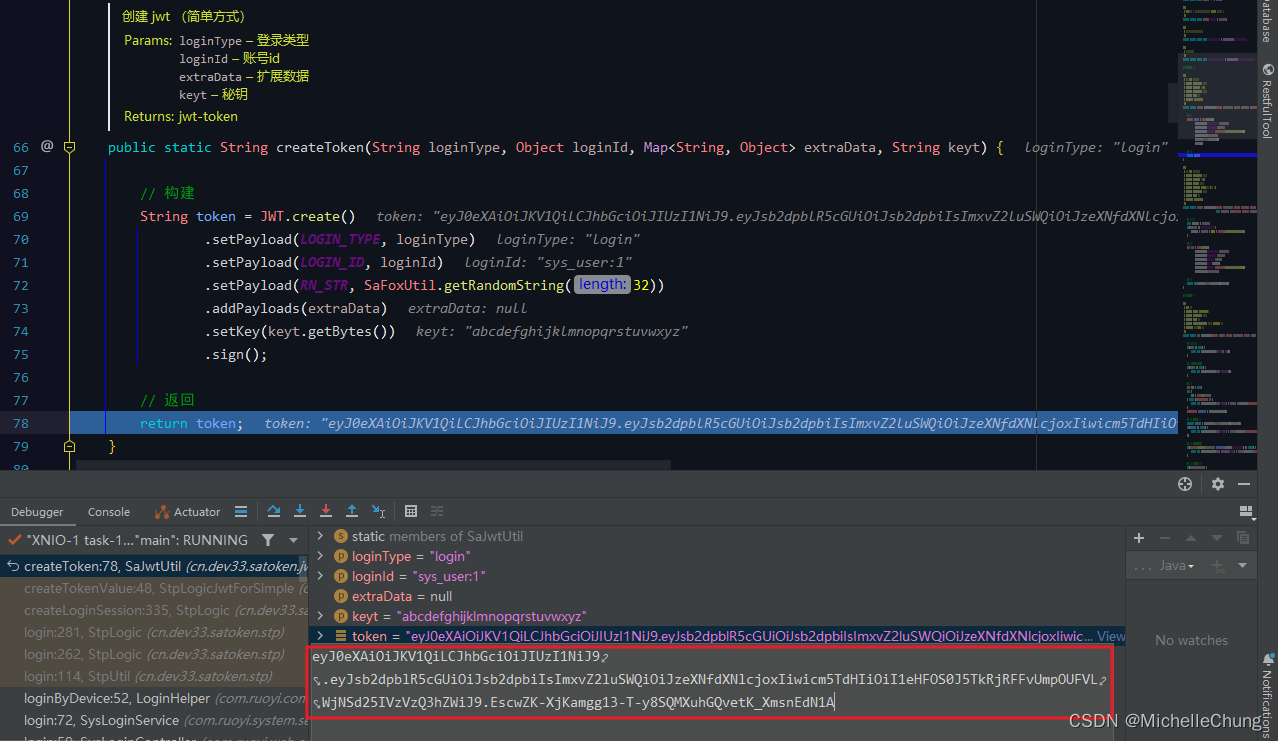 创建 jwt （简单方式）
Params: loginType – 登录类型
loginId – 账号id
extraData – 扩展数据
keyt – 秘钥
Returns: jwt-token
66 @ public static String createToken(String loginType, Object loginId, Map<String, Object> extraData, String keyt) { loginType: "login"
67
68 // 构建
69 String token = JWT.create() token: "eyJ0eXAiOiJKV1QiLCJhbGciOiJIUzI1NiJ9.eyJsb2dpblR5cGUiOiJsb2dpbiIsImxvZ2luSWQiOiJzeXNfdXNlcjox
70 .setPayload(LOGIN_TYPE, loginType) loginType: "login"
71 .setPayload(LOGIN_ID, loginId) loginId: "sys_user:1"
72 .setPayload(RN_STR, SaFoxUtil.getRandomString( length: 32))
73 .addPayloads(extraData) extraData: null
74 .setKey(keyt.getBytes()) keyt: "abcdefghijklmnopqrstuvwxyz"
75 .sign();
76
77 // 返回
78 return token; token: "eyJ0eXAiOiJKV1QiLCJhbGciOiJIUzI1NiJ9.eyJsb2dpblR5cGUiOiJsb2dpbiIsImxvZ2luSWQiOiJzeXNfdXNlcjoxIiwicm5TdHIiO
79 }
80
Database
RestfulTool
Notifications
Debugger Console Actuator
"XNIO-1 task-1..."main": RUNNING
createToken:78, SaJwtUtil (cn.dev33.satoken.jw
createTokenValue:48, StpLogicJwtForSimple (c
createLoginSession:335, StpLogic (cn.dev33.sa
login:281, StpLogic (cn.dev33.satoken.stp)
login:262, StpLogic (cn.dev33.satoken.stp)
login:114, StpUtil (cn.dev33.satoken.stp)
loginByDevice:52, LoginHelper (com.ruoyi.com
login:72, SysLoginService (com.ruoyi.system.se
static members of SaJwtUtil
loginType = "login"
loginId = "sys_user:1"
extraData = null
keyt = "abcdefghijklmnopqrstuvwxyz"
token = "eyJ0eXAiOiJKV1QiLCJhbGciOiJIUzI1NiJ9.eyJsb2dpblR5cGUiOiJsb2dpbiIsImxvZ2luSWQiOiJzeXNfdXNlcjoxIiwic... View
eyJ0eXAiOiJKV1QiLCJhbGciOiJIUzI1NiJ9
.eyJsb2dpblR5cGUiOiJsb2dpbiIsImxvZ2luSWQiOiJzeXNfdXNlcjoxIiwicm5TdHIiOiI1eHFOS0J5TkRjRFFvUmpOUFVL
WjNSd25IVzVzQ3hZWiJ9.EscwZK-XjKamgg13-T-y8SQMXuhGQvetK_XmsnEdN1A
... Java
No watches
CSDN @MichelleChung